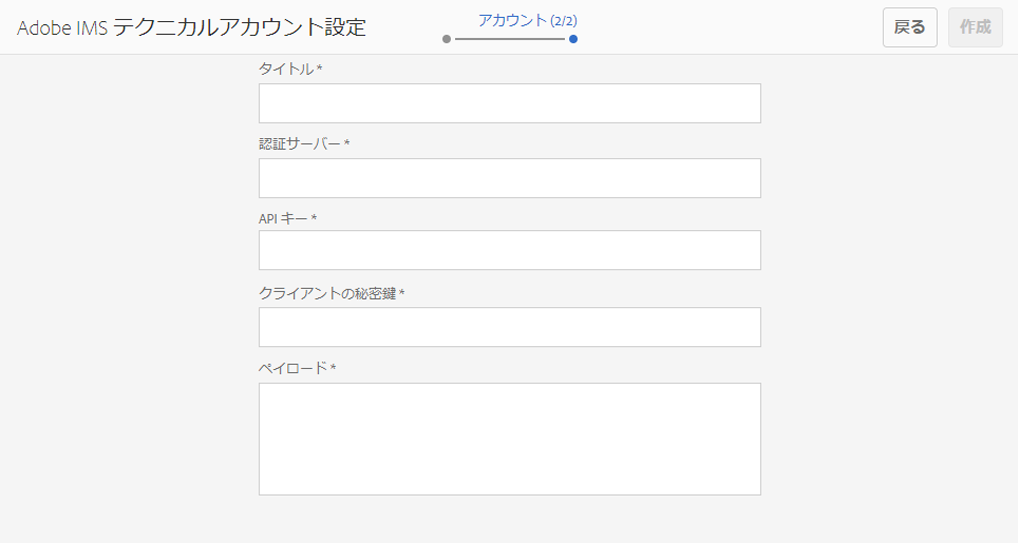 Adobe IMS テクニカルアカウント設定
アカウント (2/2)
戻る
作成
タイトル *
認証サーバー *
API キー *
クライアントの秘密鍵 *
ペイロード *